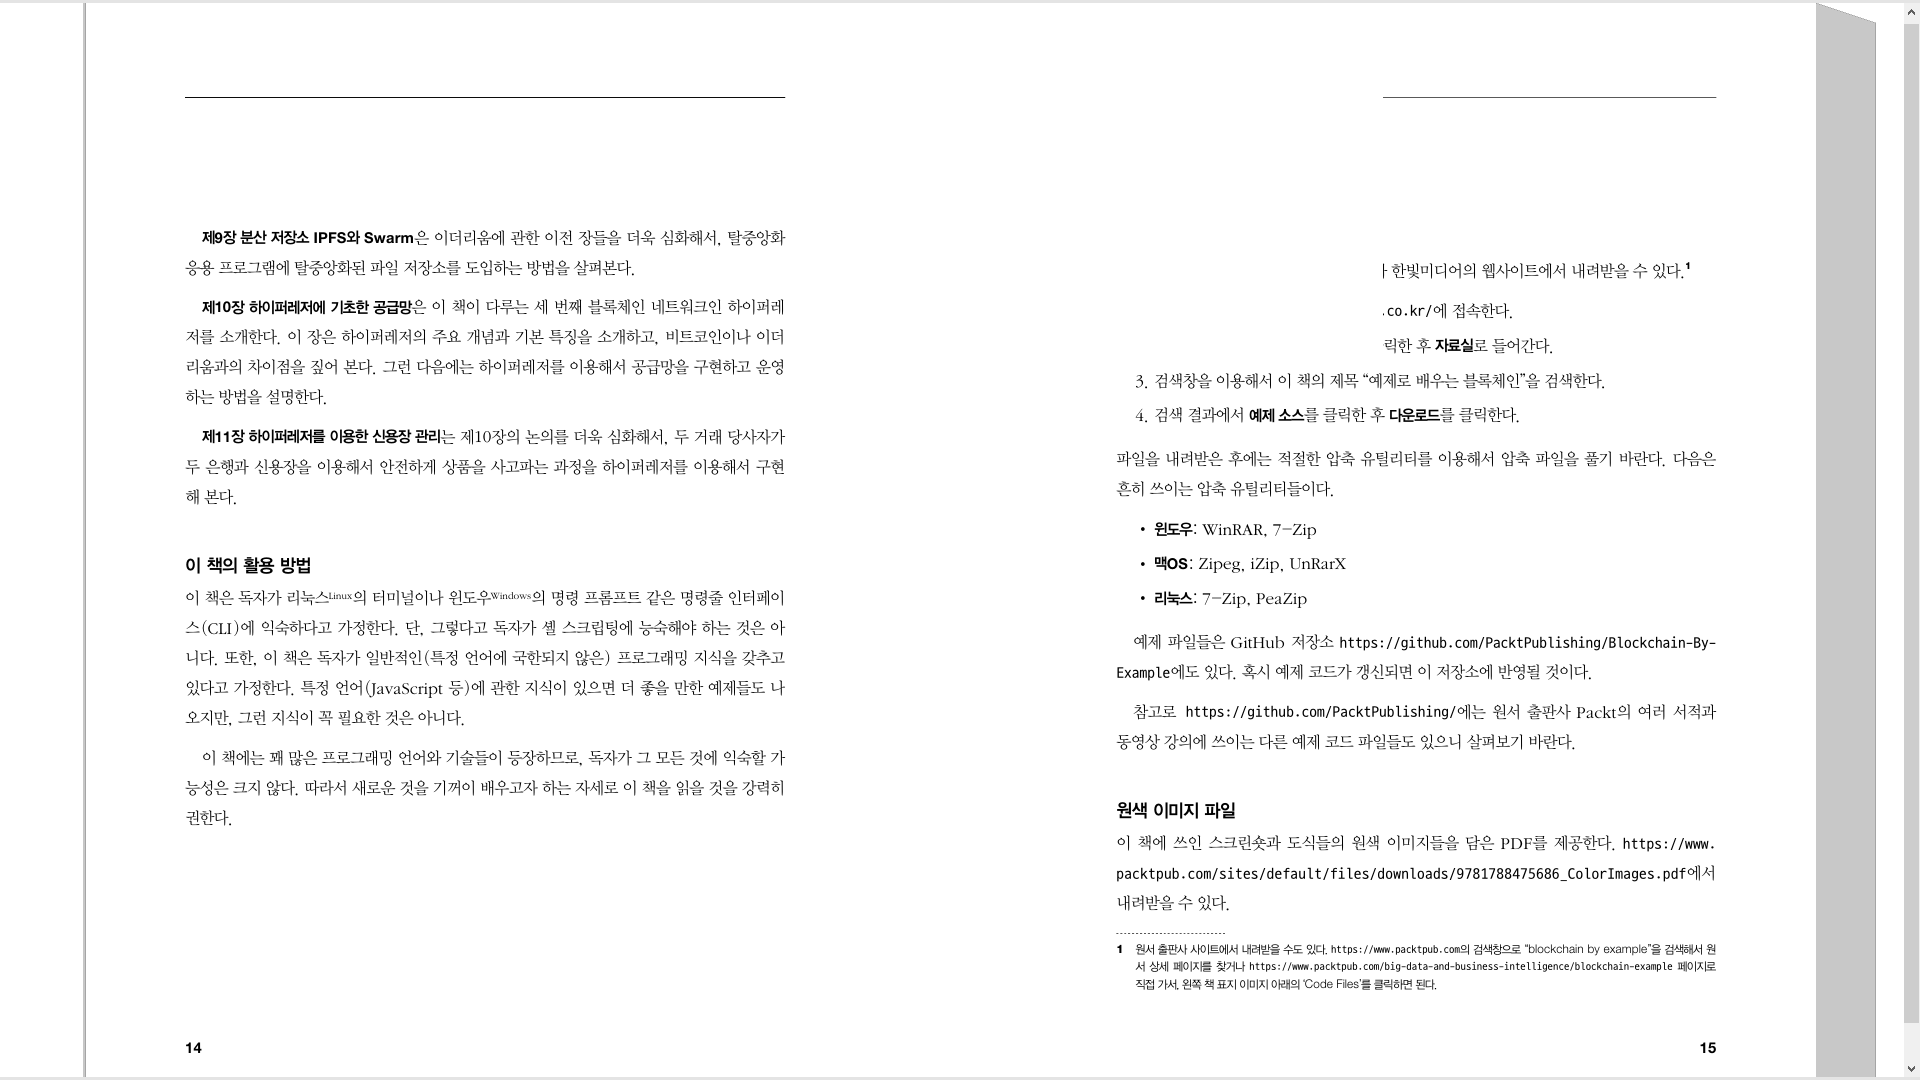 제9장 분산 저장소 IPFS와 Swarm은 이더리움에 관한 이전 장들을 더욱 심화해서, 탈중앙화
응용 프로그램에 탈중앙화된 파일 저장소를 도입하는 방법을 살펴본다.
제10장 하이퍼레저에 기초한 공급망은 이 책이 다루는 세 번째 블록체인 네트워크인 하이퍼레
저를 소개한다. 이 장은 하이퍼레저의 주요 개념과 기본 특징을 소개하고, 비트코인이나 이더
리움과의 차이점을 짚어 본다. 그런 다음에는 하이퍼레저를 이용해서 공급망을 구현하고 운영
하는 방법을 설명한다.
제11장 하이퍼레저를 이용한 신용장 관리는 제10장의 논의를 더욱 심화해서, 두 거래 당사자가
두 은행과 신용장을 이용해서 안전하게 상품을 사고파는 과정을 하이퍼레저를 이용해서 구현
해 본다.
이 책의 활용 방법
이 책은 독자가 리눅스Linux의 터미널이나 윈도우Windows의 명령 프롬프트 같은 명령줄 인터페이
스(CLI)에 익숙하다고 가정한다. 단, 그렇다고 독자가 셸 스크립팅에 능숙해야 하는 것은 아
니다. 또한, 이 책은 독자가 일반적인(특정 언어에 국한되지 않은) 프로그래밍 지식을 갖추고
있다고 가정한다. 특정 언어(JavaScript 등)에 관한 지식이 있으면 더 좋을 만한 예제들도 나
오지만, 그런 지식이 꼭 필요한 것은 아니다.
이 책에는 꽤 많은 프로그래밍 언어와 기술들이 등장하므로, 독자가 그 모든 것에 익숙할 가
능성은 크지 않다. 따라서 새로운 것을 기꺼이 배우고자 하는 자세로 이 책을 읽을 것을 강력히
권한다.
14
한빛미디어의 웹사이트에서 내려받을 수 있다.1
.co.kr/에 접속한다.
릭한 후 자료실로 들어간다.
3. 검색창을 이용해서 이 책의 제목 “예제로 배우는 블록체인”을 검색한다.
4. 검색 결과에서 예제 소스를 클릭한 후 다운로드를 클릭한다.
파일을 내려받은 후에는 적절한 압축 유틸리티를 이용해서 압축 파일을 풀기 바란다. 다음은
흔히 쓰이는 압축 유틸리티들이다.
• 윈도우: WinRAR, 7-Zip
• 맥OS: Zipeg, iZip, UnRarX
• 리눅스: 7-Zip, PeaZip
예제 파일들은 GitHub 저장소 https://github.com/PacktPublishing/Blockchain-By-
Example에도 있다. 혹시 예제 코드가 갱신되면 이 저장소에 반영될 것이다.
참고로 https://github.com/PacktPublishing/에는 원서 출판사 Packt의 여러 서적과
동영상 강의에 쓰이는 다른 예제 코드 파일들도 있으니 살펴보기 바란다.
원색 이미지 파일
이 책에 쓰인 스크린숏과 도식들의 원색 이미지들을 담은 PDF를 제공한다. https://www.
packtpub.com/sites/default/files/downloads/9781788475686_ColorImages.pdf에서
내려받을 수 있다.
1 원서 출판사 사이트에서 내려받을 수도 있다. https://www.packtpub.com의 검색창으로 “blockchain by example”을 검색해서 원
서 상세 페이지를 찾거나 https://www.packtpub.com/big-data-and-business-intelligence/blockchain-example 페이지로
직접 가서, 왼쪽 책 표지 이미지 아래의 ‘Code Files’를 클릭하면 된다.
15